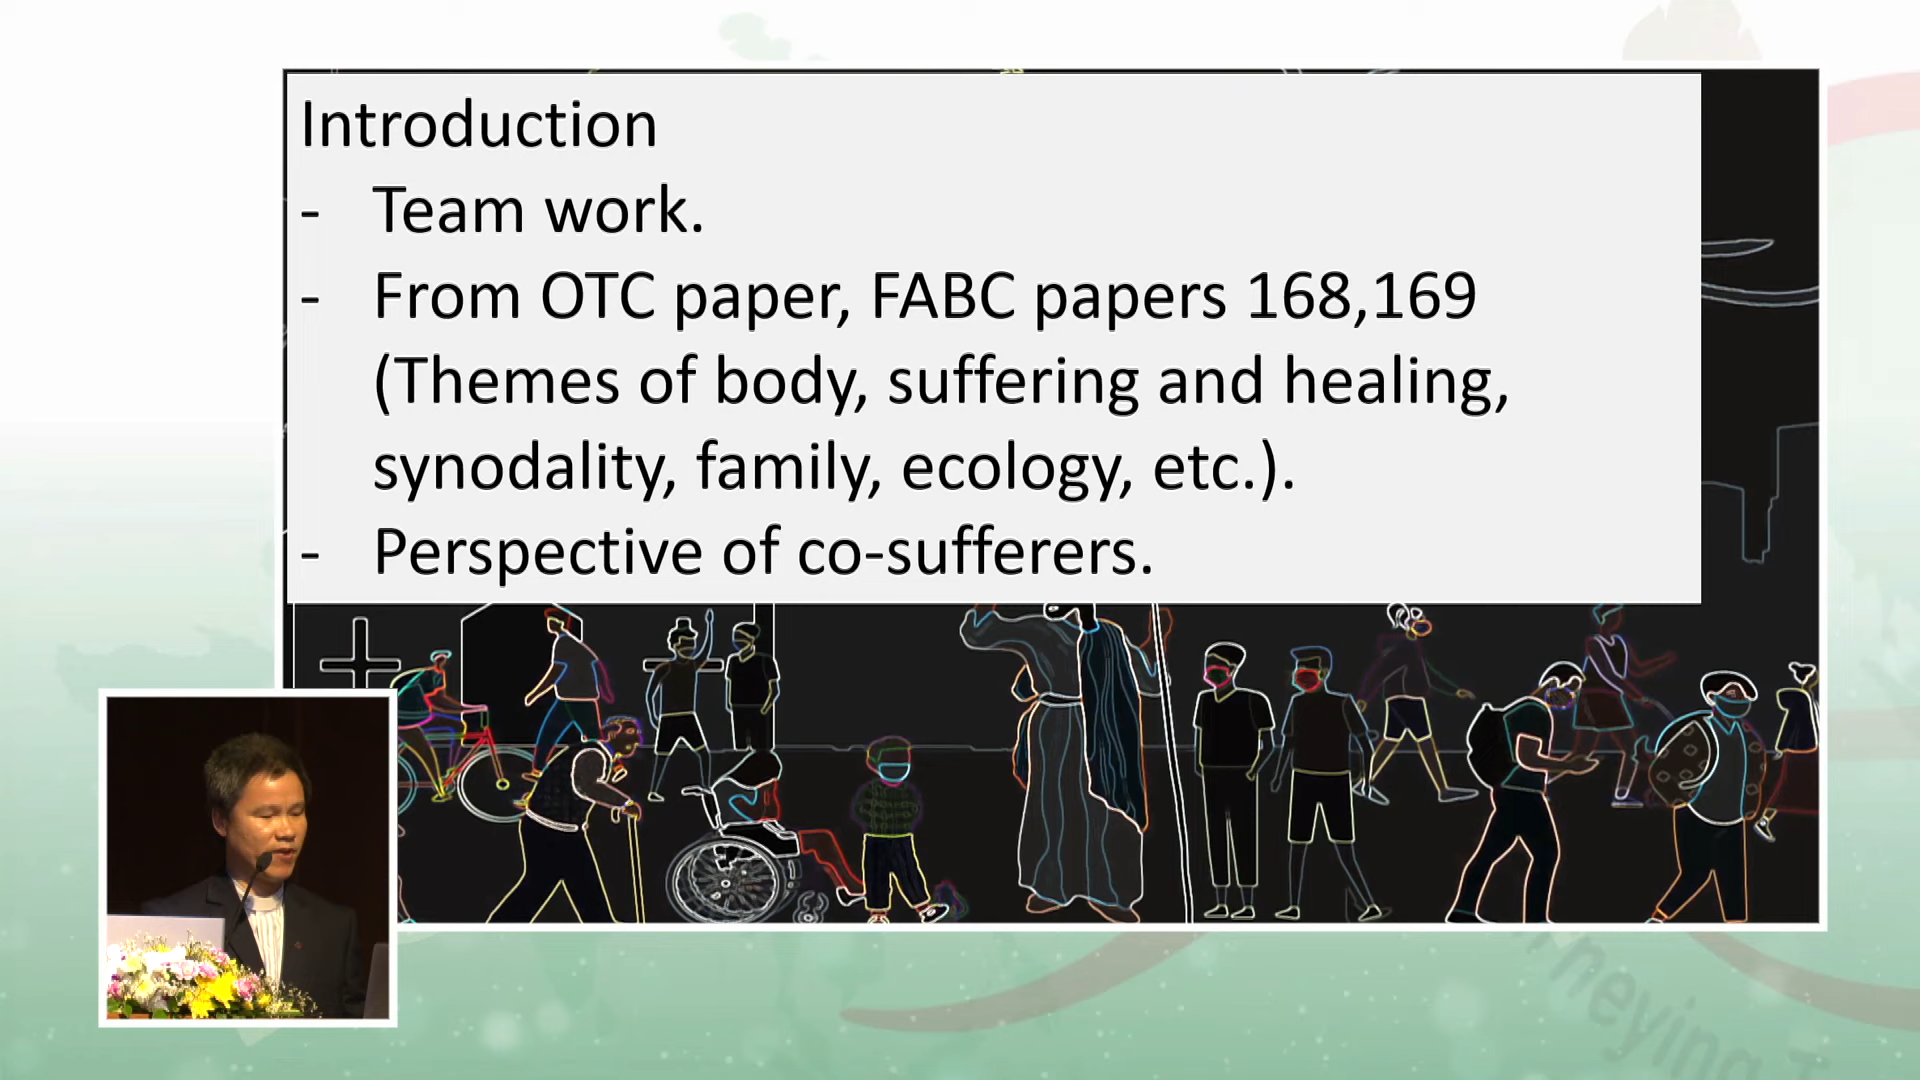 Introduction
- Team work.
- From OTC paper, FABC papers 168,169
(Themes of body, suffering and healing,
synodality, family, ecology, etc.).
- Perspective of co-sufferers.